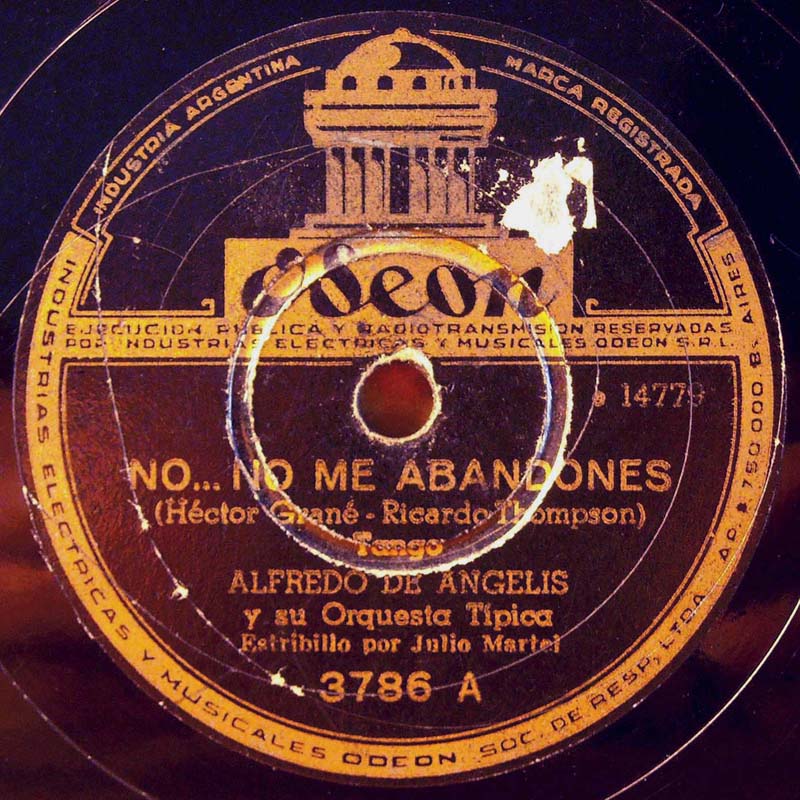 INDUSTRIA ARGENTINA
MARCA REGISTRADA
Odeon
EJECUCION PUBLICA Y RADIOTRANSMISION RESERVADAS
POR INDUSTRIAS ELECTRICAS Y MUSICALES ODEON S.R.L.
14779
NO... NO ME ABANDONES
(Héctor Grané - Ricardo Thompson)
Tango
ALFREDO DE ANGELIS
y su Orquesta Típica
Estribillo por Julio Martel
3786 A
INDUSTRIAS ELECTRICAS Y MUSICALES ODEON SOC. DE RESP. LTDA AC. $ 750.000 B. AIRES